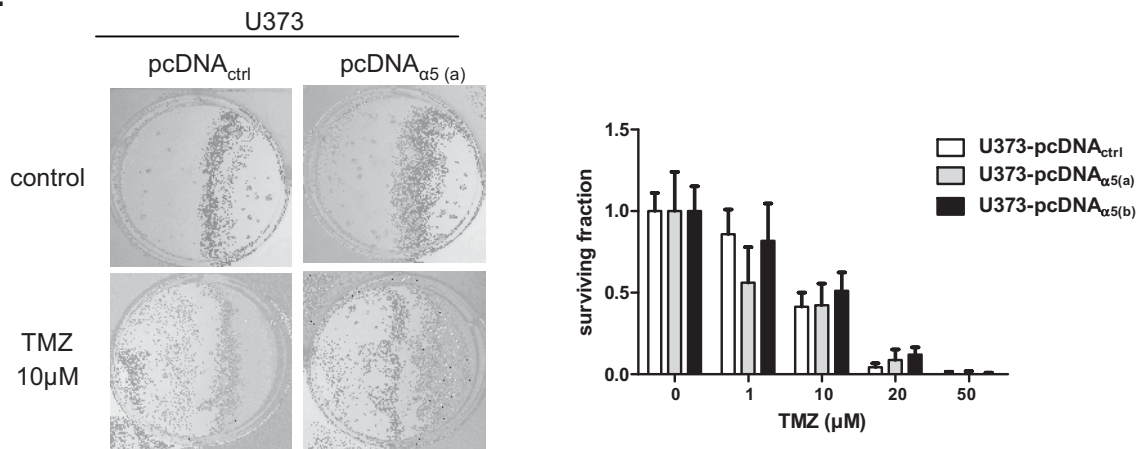 U373
pcDNActrl
pcDNAα5 (a)
control
TMZ
10µM
surviving fraction
1.5
1.0
0.5
0.0
0
1
10
20
50
TMZ (µM)
U373-pcDNActrl
U373-pcDNAα5(a)
U373-pcDNAα5(b)